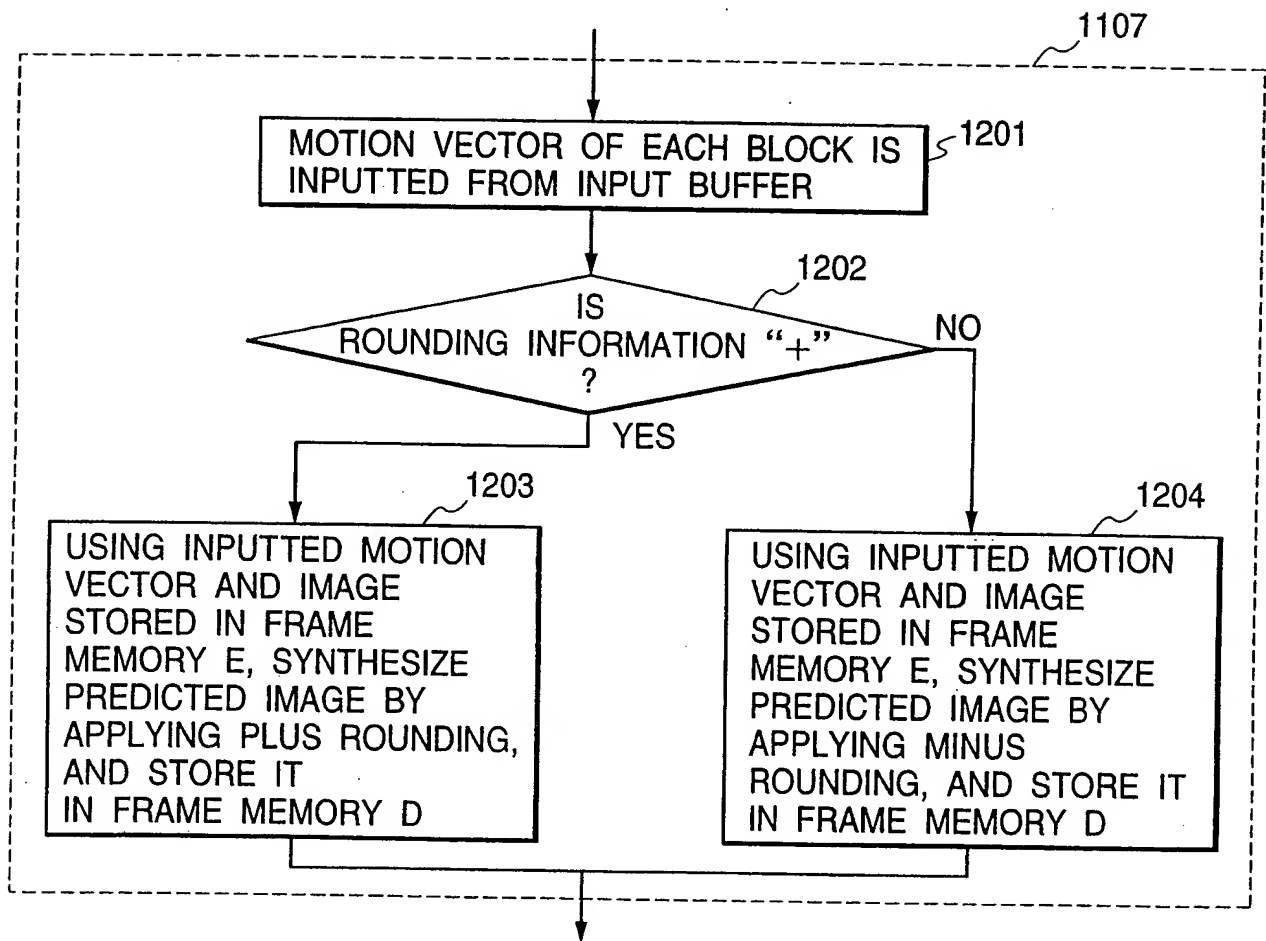 1107
MOTION VECTOR OF EACH BLOCK IS
INPUTTED FROM INPUT BUFFER
1201
1202
IS
ROUNDING INFORMATION “+”
?
NO
YES
1203
USING INPUTTED MOTION
VECTOR AND IMAGE
STORED IN FRAME
MEMORY E, SYNTHESIZE
PREDICTED IMAGE BY
APPLYING PLUS ROUNDING,
AND STORE IT
IN FRAME MEMORY D
1204
USING INPUTTED MOTION
VECTOR AND IMAGE
STORED IN FRAME
MEMORY E, SYNTHESIZE
PREDICTED IMAGE BY
APPLYING MINUS
ROUNDING, AND STORE IT
IN FRAME MEMORY D